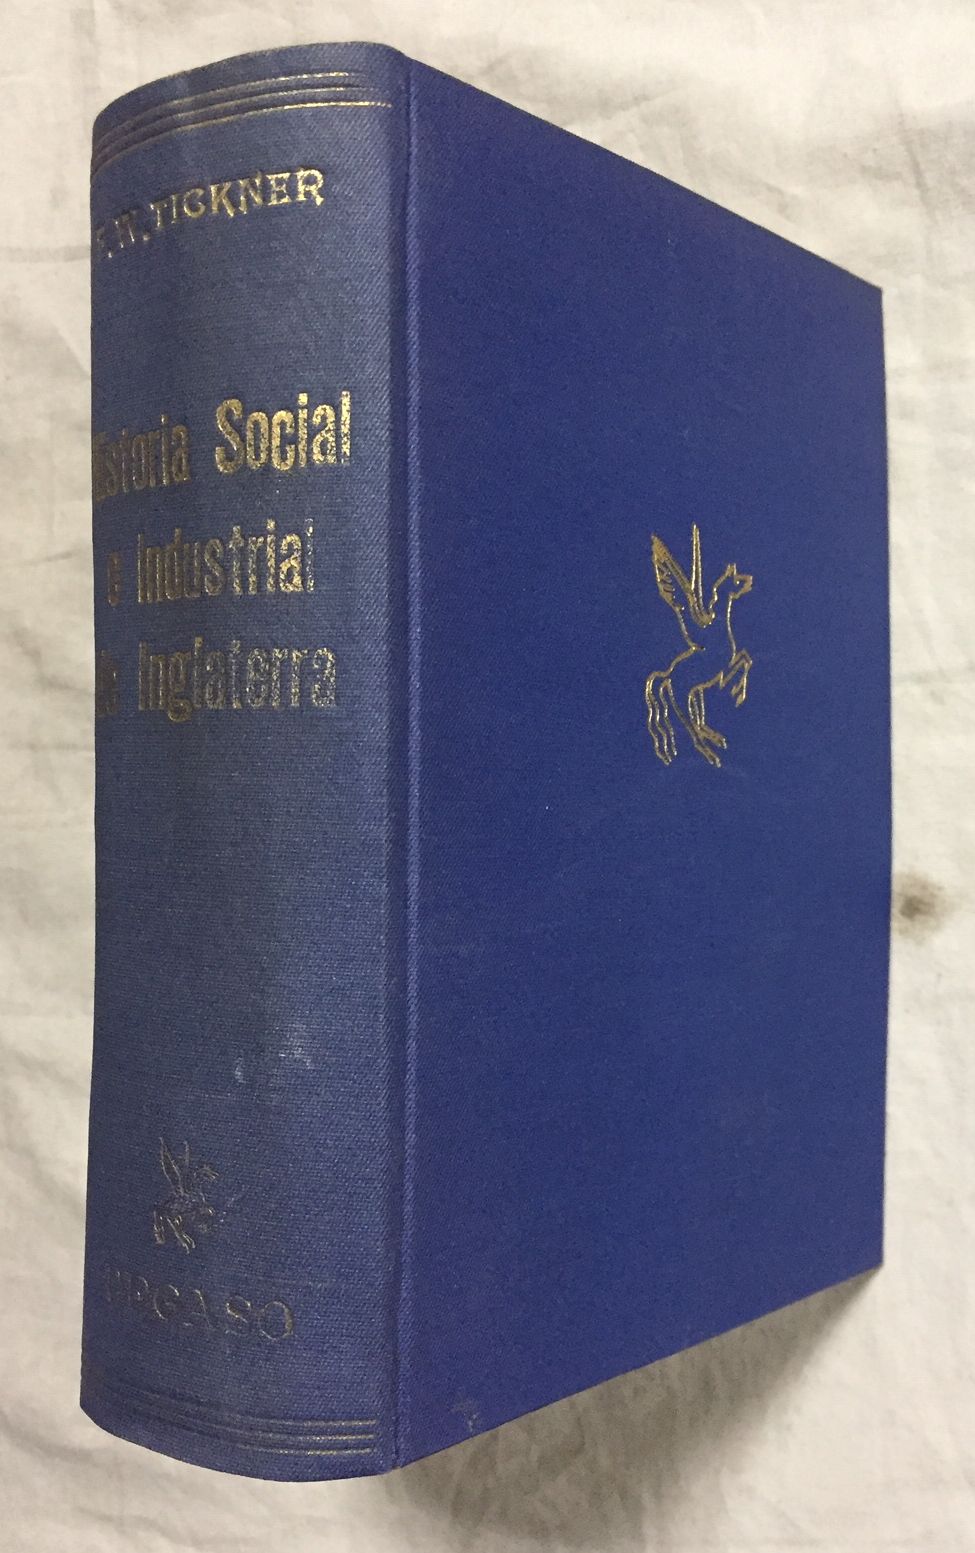 F. W. TICKNER
Historia Social
e Industrial
de Inglaterra
PEGASO